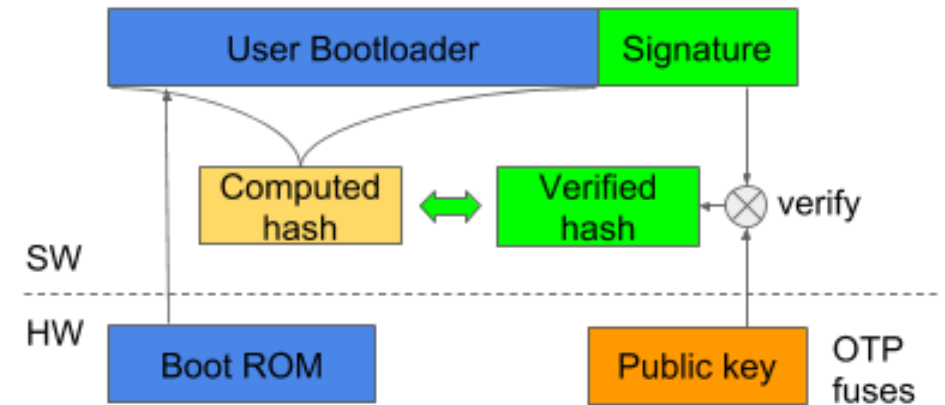 User Bootloader
Signature
Computed
hash
Verified
hash
verify
SW
HW
Boot ROM
Public key
OTP
fuses